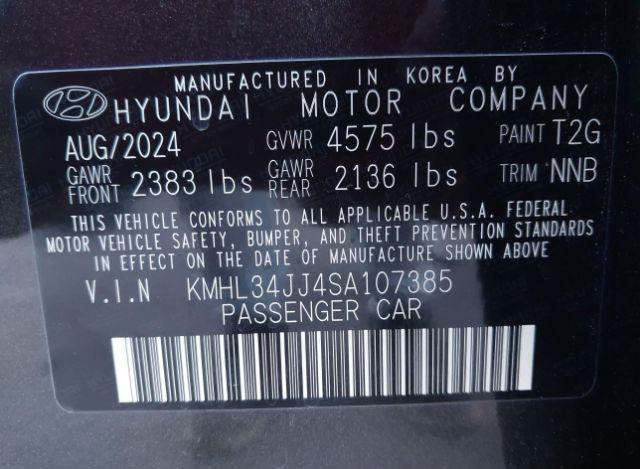 MANUFACTURED IN KOREA BY
HYUNDAI MOTOR COMPANY
AUG/2024 GVWR 4575 lbs PAINT T2G
GAWR FRONT 2383 lbs GAWR REAR 2136 lbs TRIM NNB
THIS VEHICLE CONFORMS TO ALL APPLICABLE U.S.A. FEDERAL
MOTOR VEHICLE SAFETY, BUMPER, AND THEFT PREVENTION STANDARDS
IN EFFECT ON THE DATE OF MANUFACTURE SHOWN ABOVE
V.I.N KMHL34JJ4SA107385
PASSENGER CAR